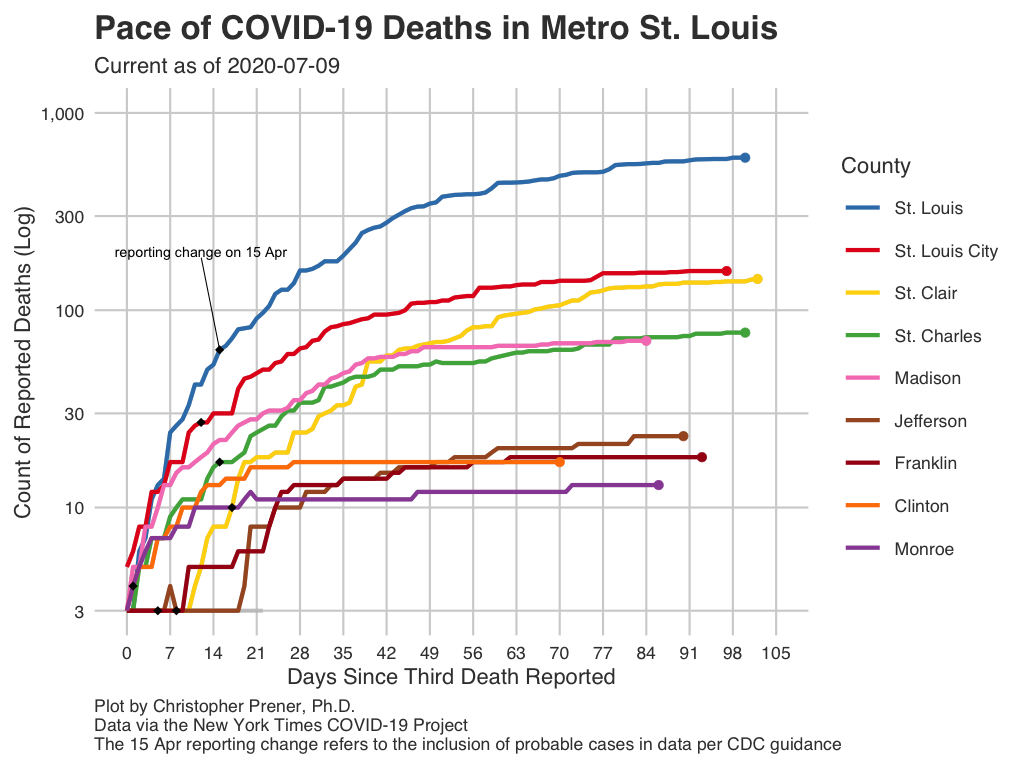 Pace of COVID-19 Deaths in Metro St. Louis
Current as of 2020-07-09
Count of Reported Deaths (Log)
1,000
300
100
30
10
3
reporting change on 15 Apr
0 7 14 21 28 35 42 49 56 63 70 77 84 91 98 105
Days Since Third Death Reported
County
St. Louis
St. Louis City
St. Clair
St. Charles
Madison
Jefferson
Franklin
Clinton
Monroe
Plot by Christopher Prener, Ph.D.
Data via the New York Times COVID-19 Project
The 15 Apr reporting change refers to the inclusion of probable cases in data per CDC guidance